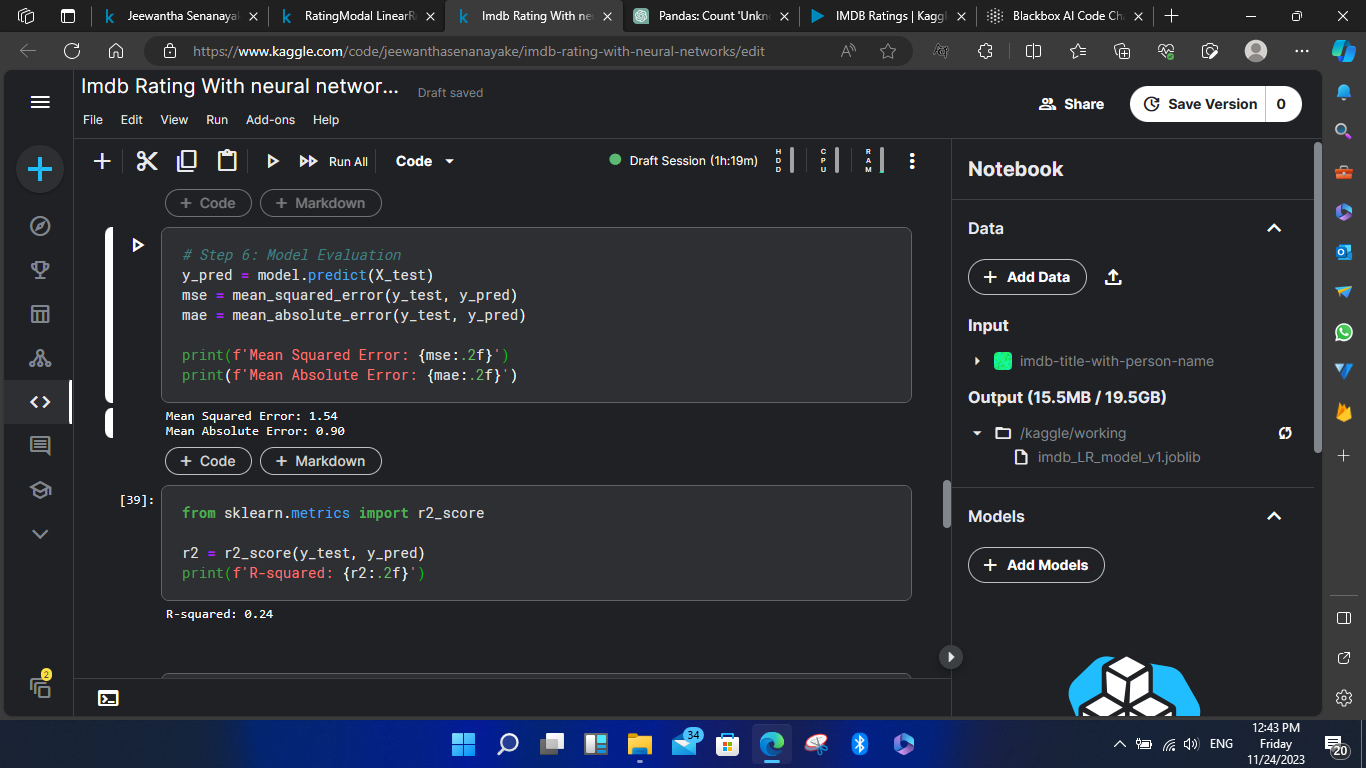 Jeewantha Senanayak
RatingModal LinearR
Imdb Rating With ne
Pandas: Count 'Unkn
IMDB Ratings | Kaggl
Blackbox AI Code Ch
https://www.kaggle.com/code/jeewanthasenanayake/imdb-rating-with-neural-networks/edit
Imdb Rating With neural networ...
Draft saved
Share
Save Version
0
File Edit View Run Add-ons Help
Run All
Code
Draft Session (1h:19m)
HDD
CPU
RAM
+ Code
+ Markdown
# Step 6: Model Evaluation
y_pred = model.predict(X_test)
mse = mean_squared_error(y_test, y_pred)
mae = mean_absolute_error(y_test, y_pred)
print(f'Mean Squared Error: {mse:.2f}')
print(f'Mean Absolute Error: {mae:.2f}')
Mean Squared Error: 1.54
Mean Absolute Error: 0.90
+ Code
+ Markdown
[39]:
from sklearn.metrics import r2_score
r2 = r2_score(y_test, y_pred)
print(f'R-squared: {r2:.2f}')
R-squared: 0.24
2
Notebook
Data
+ Add Data
Input
imdb-title-with-person-name
Output (15.5MB / 19.5GB)
/kaggle/working
imdb_LR_model_v1.joblib
Models
+ Add Models
34
ENG
12:43 PM
Friday
11/24/2023
20